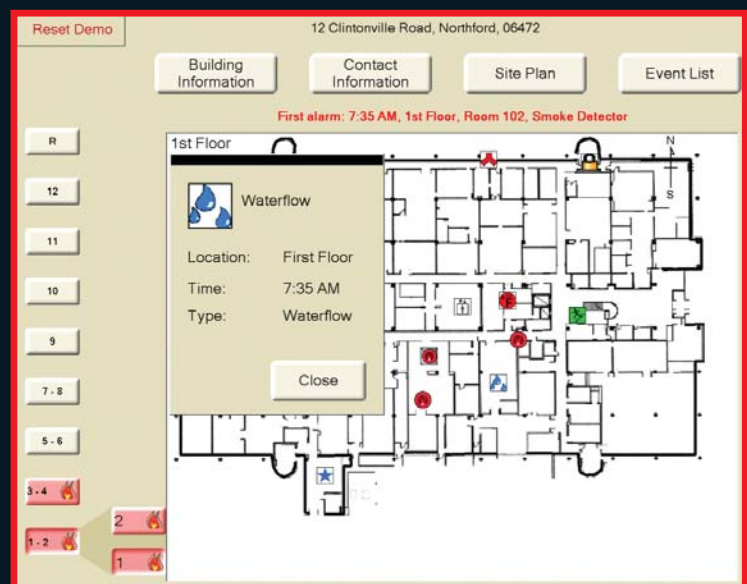 Reset Demo
12 Clintonville Road, Northford, 06472
Building
Information
Contact
Information
Site Plan
Event List
First alarm: 7:35 AM, 1st Floor, Room 102, Smoke Detector
R
12
11
10
9
7 - 8
5 - 6
3 - 4
1 - 2
2
1
1st Floor
N
S
Waterflow
Location: First Floor
Time: 7:35 AM
Type: Waterflow
Close
F